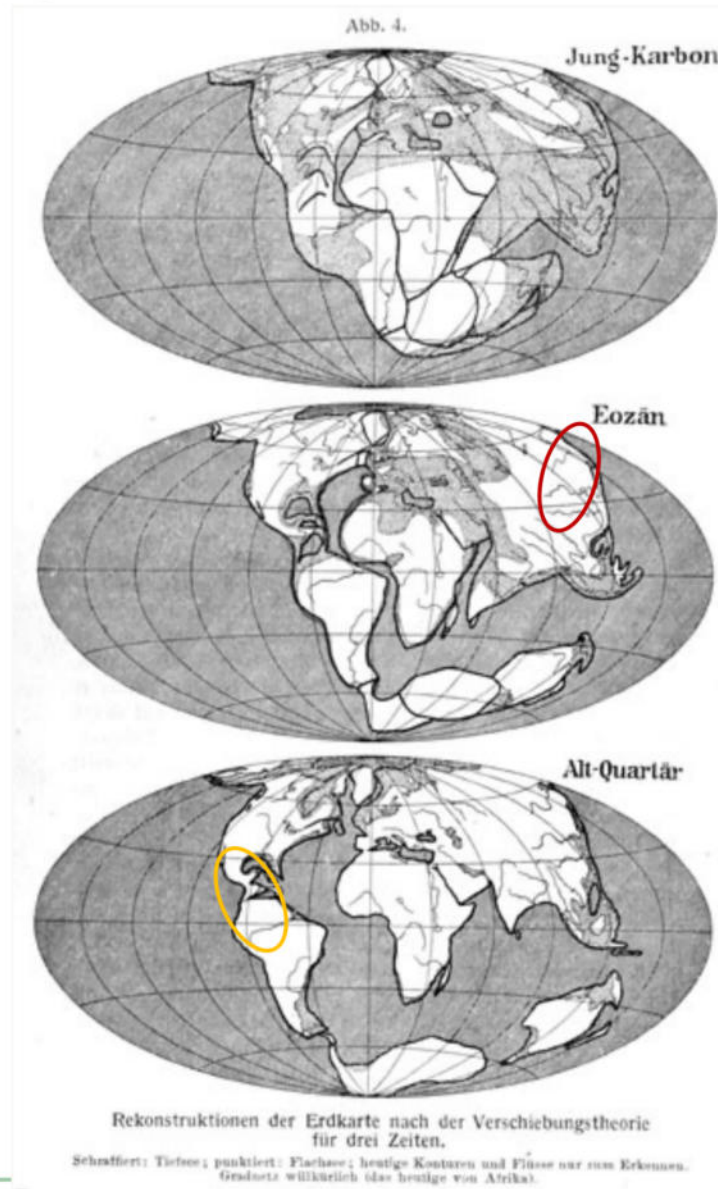 Abb. 4.
Jung-Karbon
Eozän
Alt-Quartär
Rekonstruktionen der Erdkarte nach der Verschiebungstheorie
für drei Zeiten.
Schraffiert: Tiefsee; punktiert: Flachsee; heutige Konturen und Flüsse nur zum Erkennen.
Gradnetz willkürlich (das heutige von Afrika).